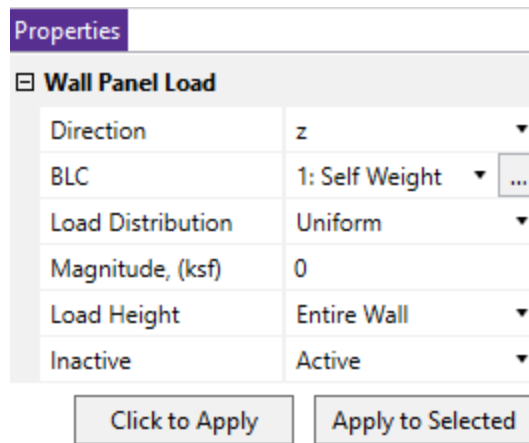 Properties
Wall Panel Load
Direction z
BLC 1: Self Weight ...
Load Distribution Uniform
Magnitude, (ksf) 0
Load Height Entire Wall
Inactive Active
Click to Apply Apply to Selected